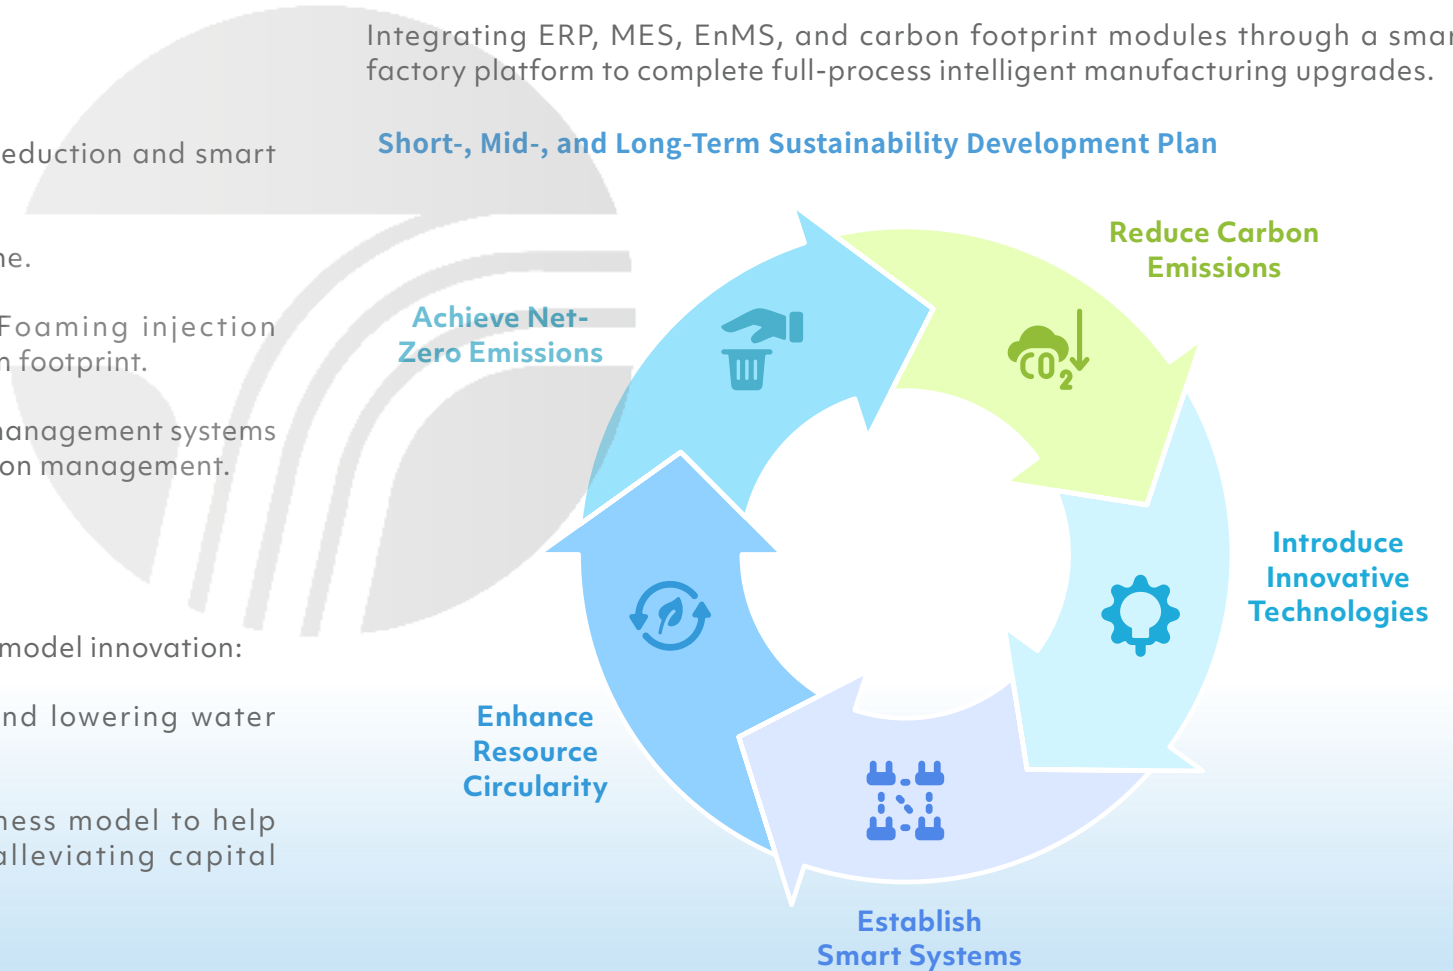 eduction and smart
ne.
Foaming injection
n footprint.
nanagement systems
on management.
model innovation:
nd lowering water
ness model to help
alleviating capital
Integrating ERP, MES, EnMS, and carbon footprint modules through a smar
factory platform to complete full-process intelligent manufacturing upgrades.
Short-, Mid-, and Long-Term Sustainability Development Plan
Reduce Carbon
Emissions
CO2
Introduce
Innovative
Technologies
Establish
Smart Systems
Enhance
Resource
Circularity
Achieve Net-
Zero Emissions